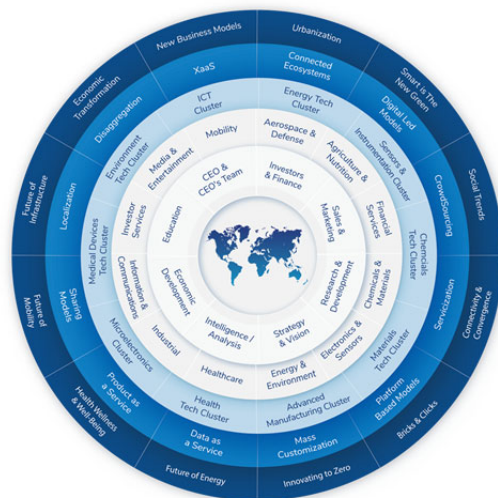 New Business Models
Urbanization
Smart is The
New Green
Social Trends
Connectivity &
Convergence
Bricks & Clicks
Innovating to Zero
Future of Energy
Health Wellness
& Well-Being
Future of
Mobility
Future of
Infrastructure
Economic
Transformation
XaaS
Connected
Ecosystems
Digital Led
Models
CrowdSourcing
Servicization
Platform
Based Models
Mass
Customization
Data as
a Service
Product as
a Service
Sharing
Models
Localization
Disaggregation
ICT
Cluster
Energy Tech
Cluster
Sensors &
Instrumentation Cluster
Chemcials
Tech Cluster
Materials
Tech Cluster
Advanced
Manufacturing Cluster
Health
Tech Cluster
Microelectronics
Cluster
Medical Devices
Tech Cluster
Environment
Tech Cluster
Mobility
Aerospace &
Defense
Agriculture &
Nutrition
Financial
Services
Chemicals &
Materials
Electronics &
Sensors
Energy &
Environment
Healthcare
Industrial
Information &
Communications
Investor
Services
Media &
Entertainment
CEO &
CEO's Team
Investors
& Finance
Sales &
Marketing
Research &
Development
Strategy
& Vision
Intelligence /
Analysis
Economic
Development
Education